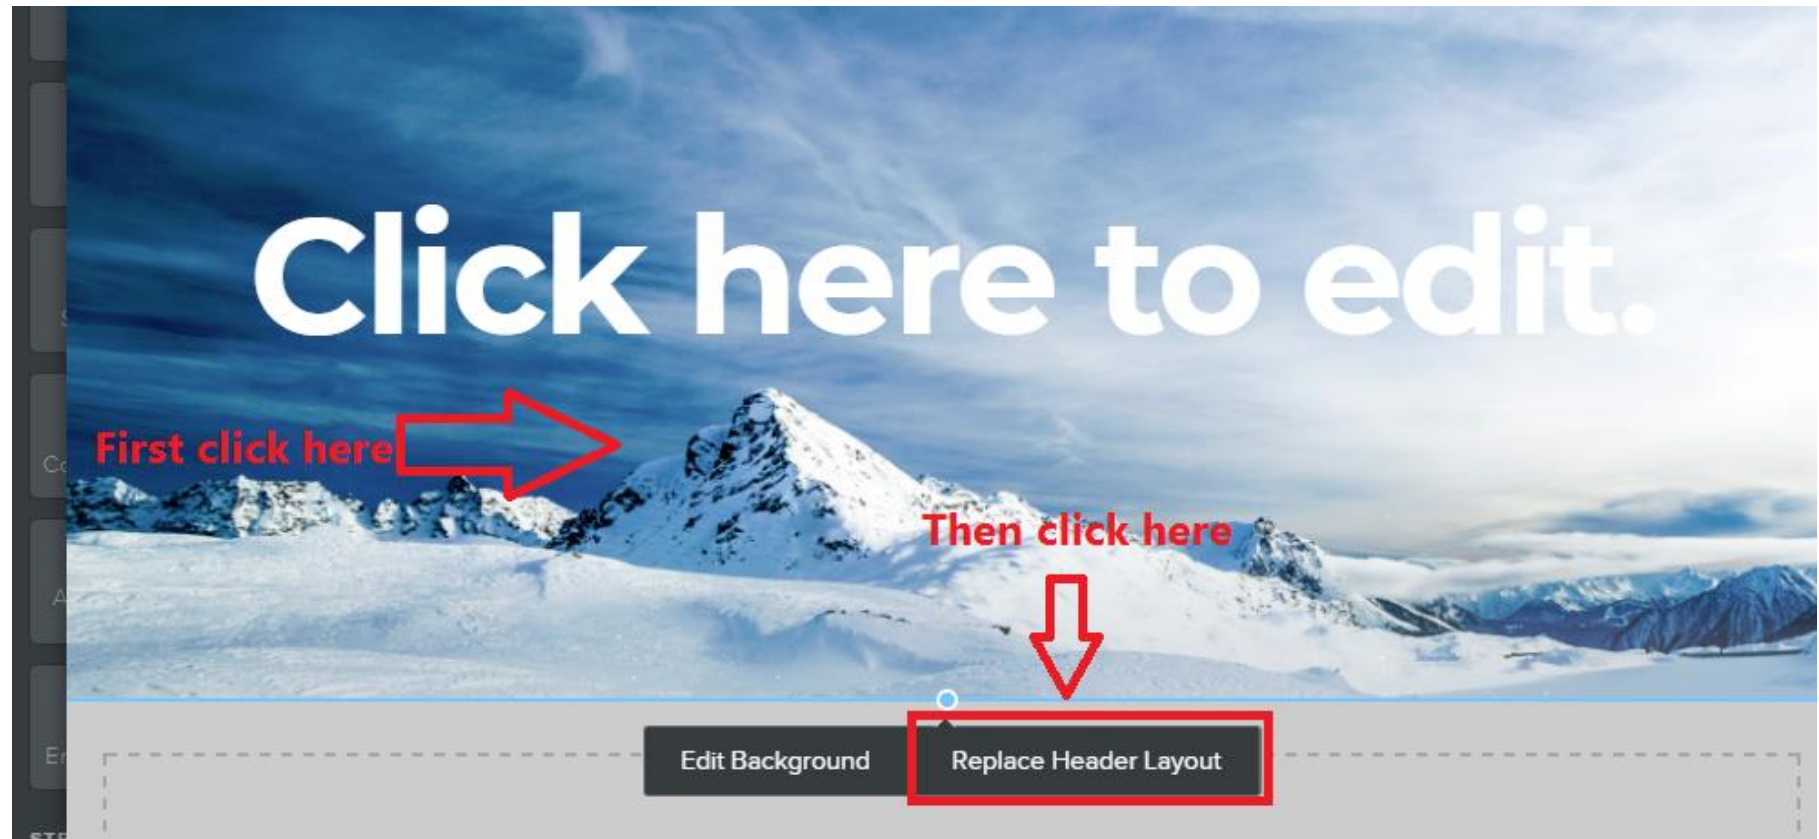 Click here to edit.
First click here
Then click here
Edit Background
Replace Header Layout